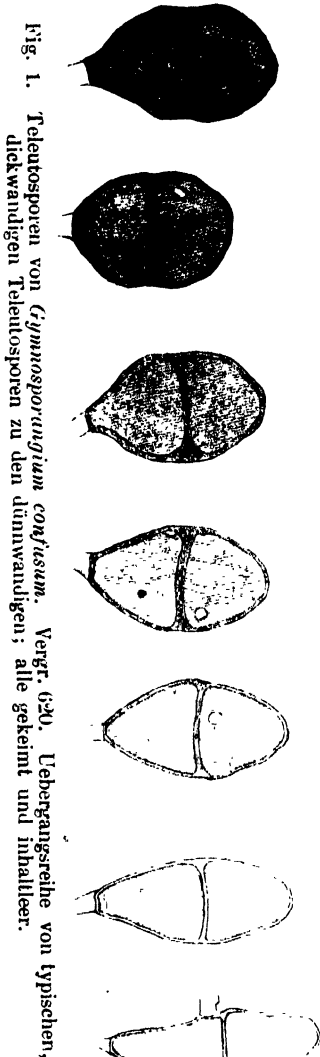 Fig. 1. Teleutosporen von Gymnosporangium confusum. Vergr. 620. Uebergangsreihe von typischen,
dickwandigen Teleutosporen zu den dünnwandigen; alle gekeimt und inhaltleer.